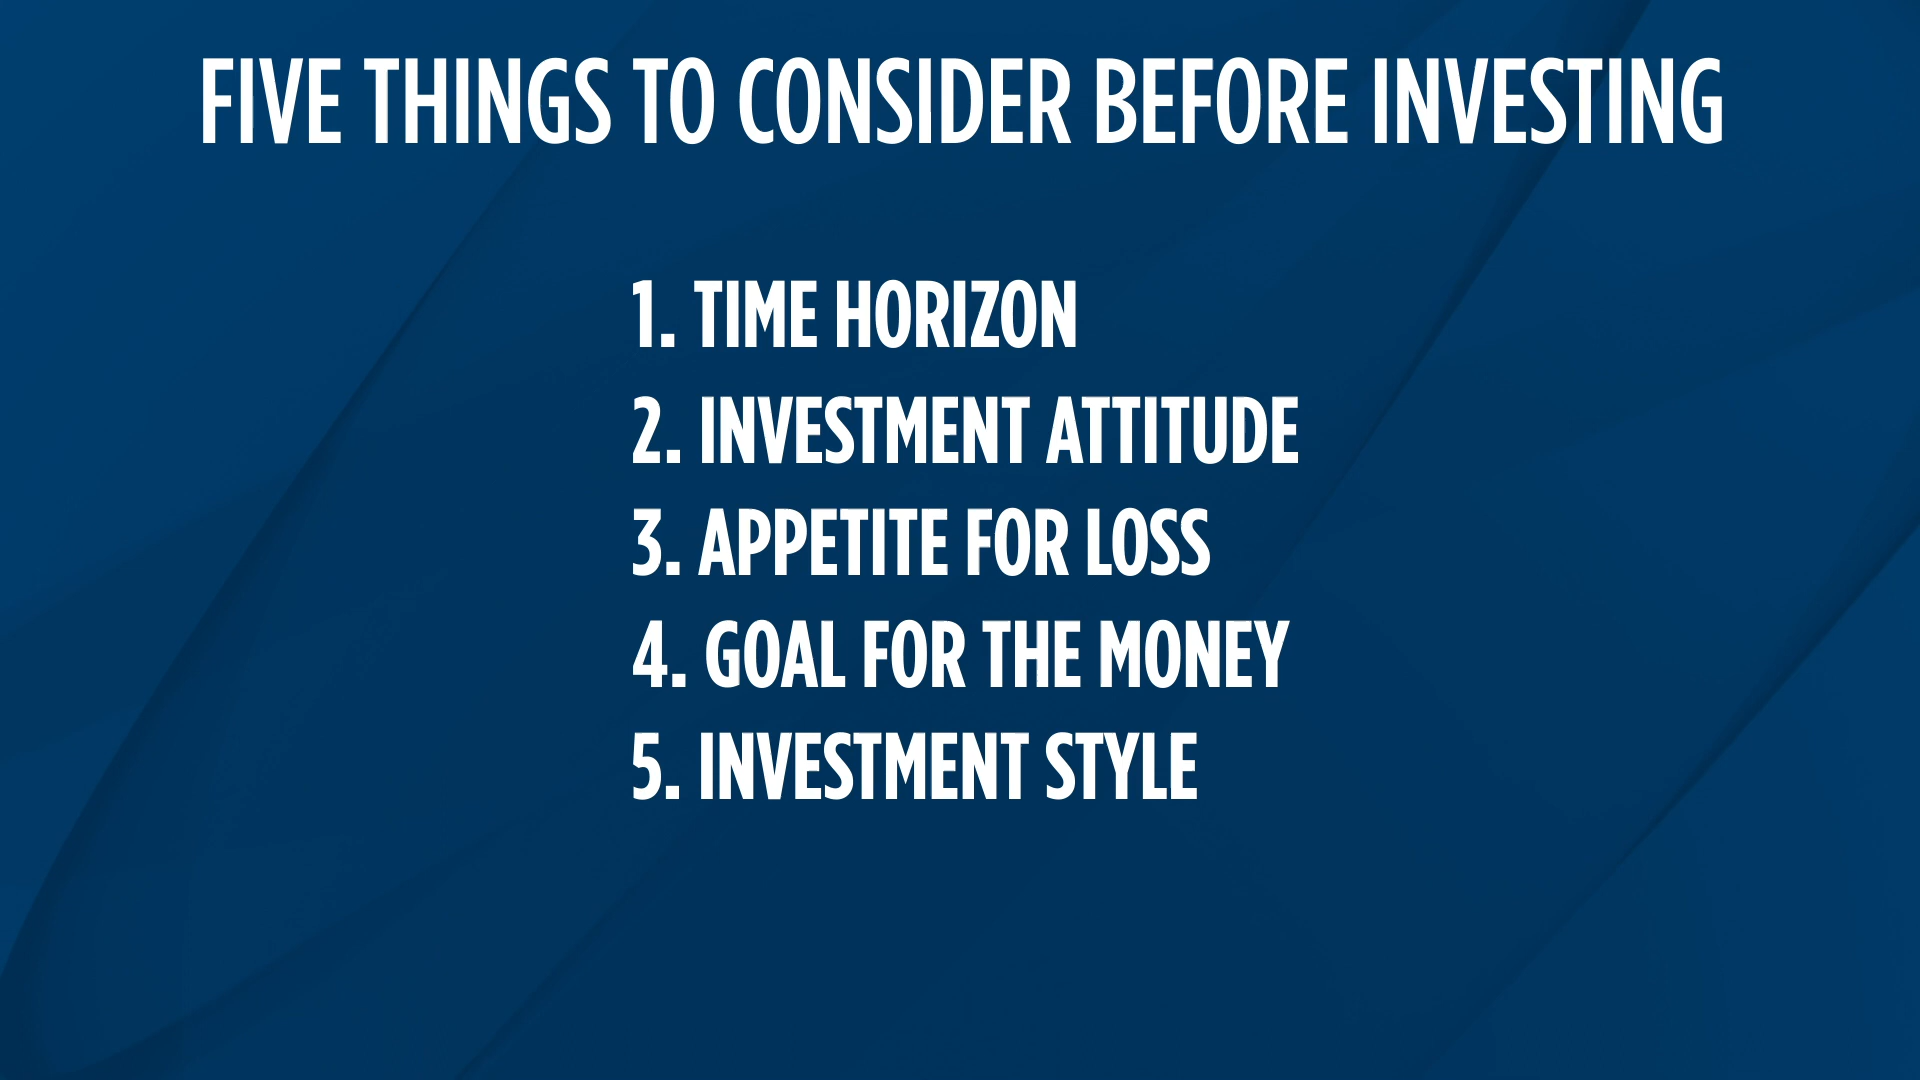 FIVE THINGS TO CONSIDER BEFORE INVESTING
1. TIME HORIZON
2. INVESTMENT ATTITUDE
3. APPETITE FOR LOSS
4. GOAL FOR THE MONEY
5. INVESTMENT STYLE